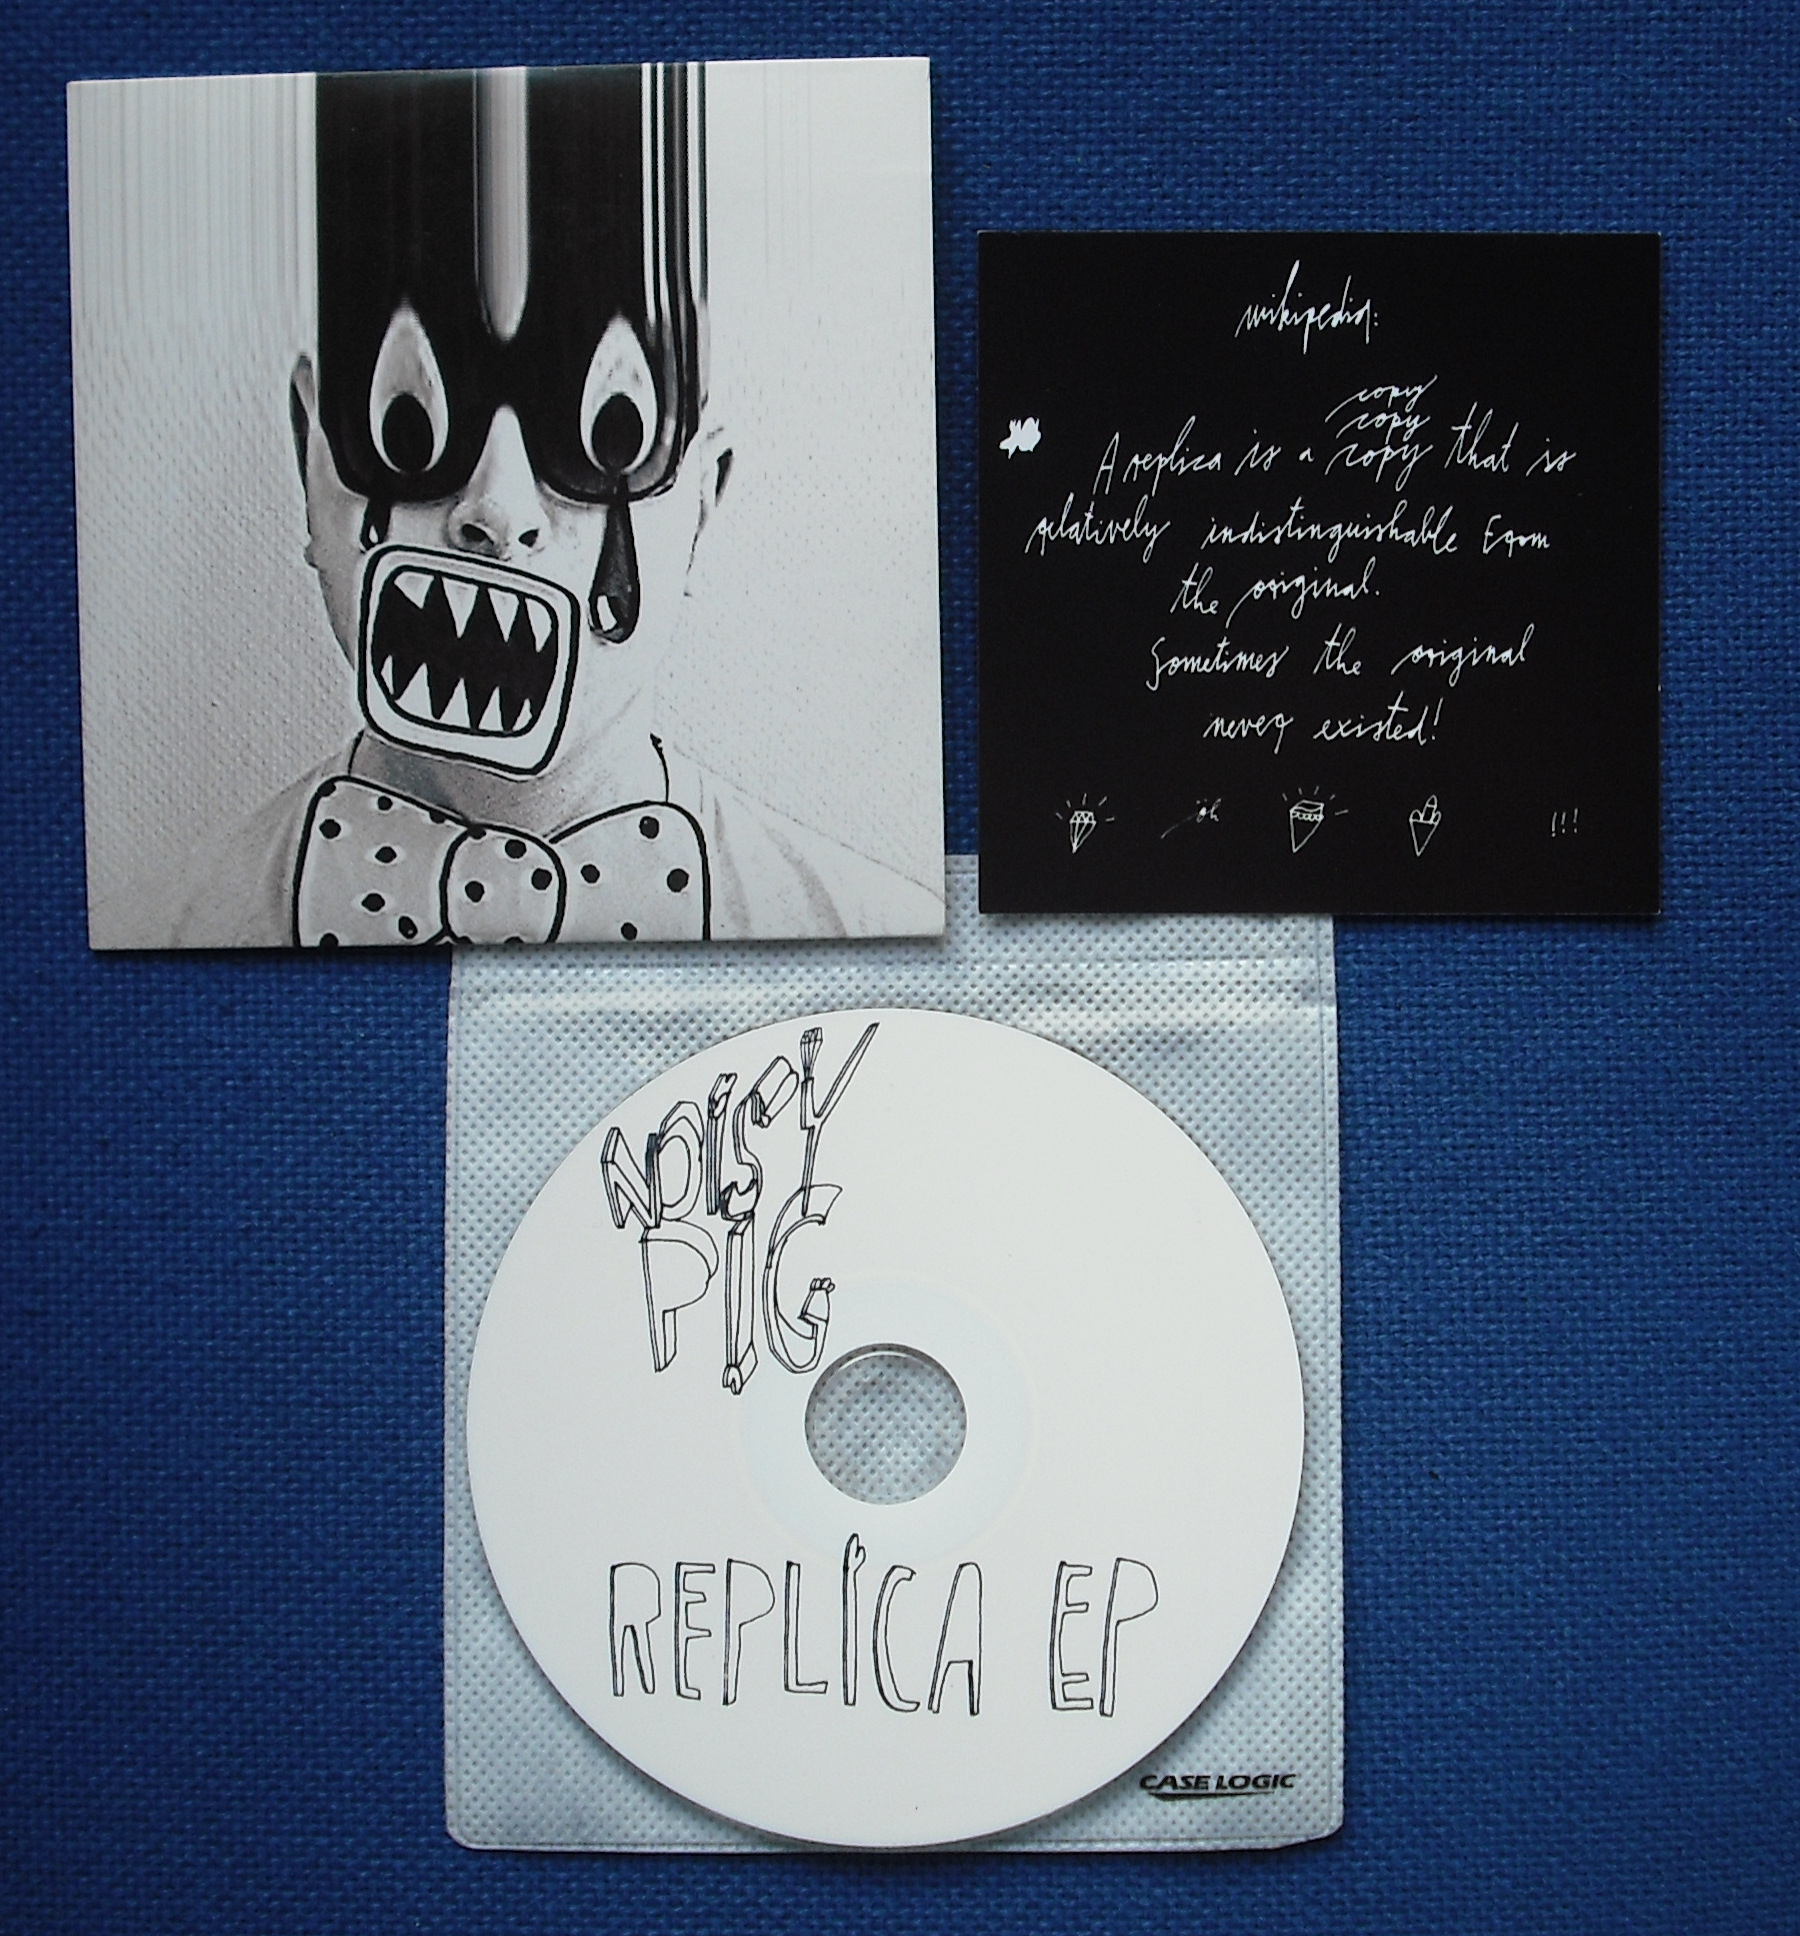 wikipedia:
copy
copy
A replica is a copy that is
relatively indistinguishable from
the original.
Sometimes the original
never existed!
öh
!!!
NOISY
PIG
REPLICA EP
CASE LOGIC